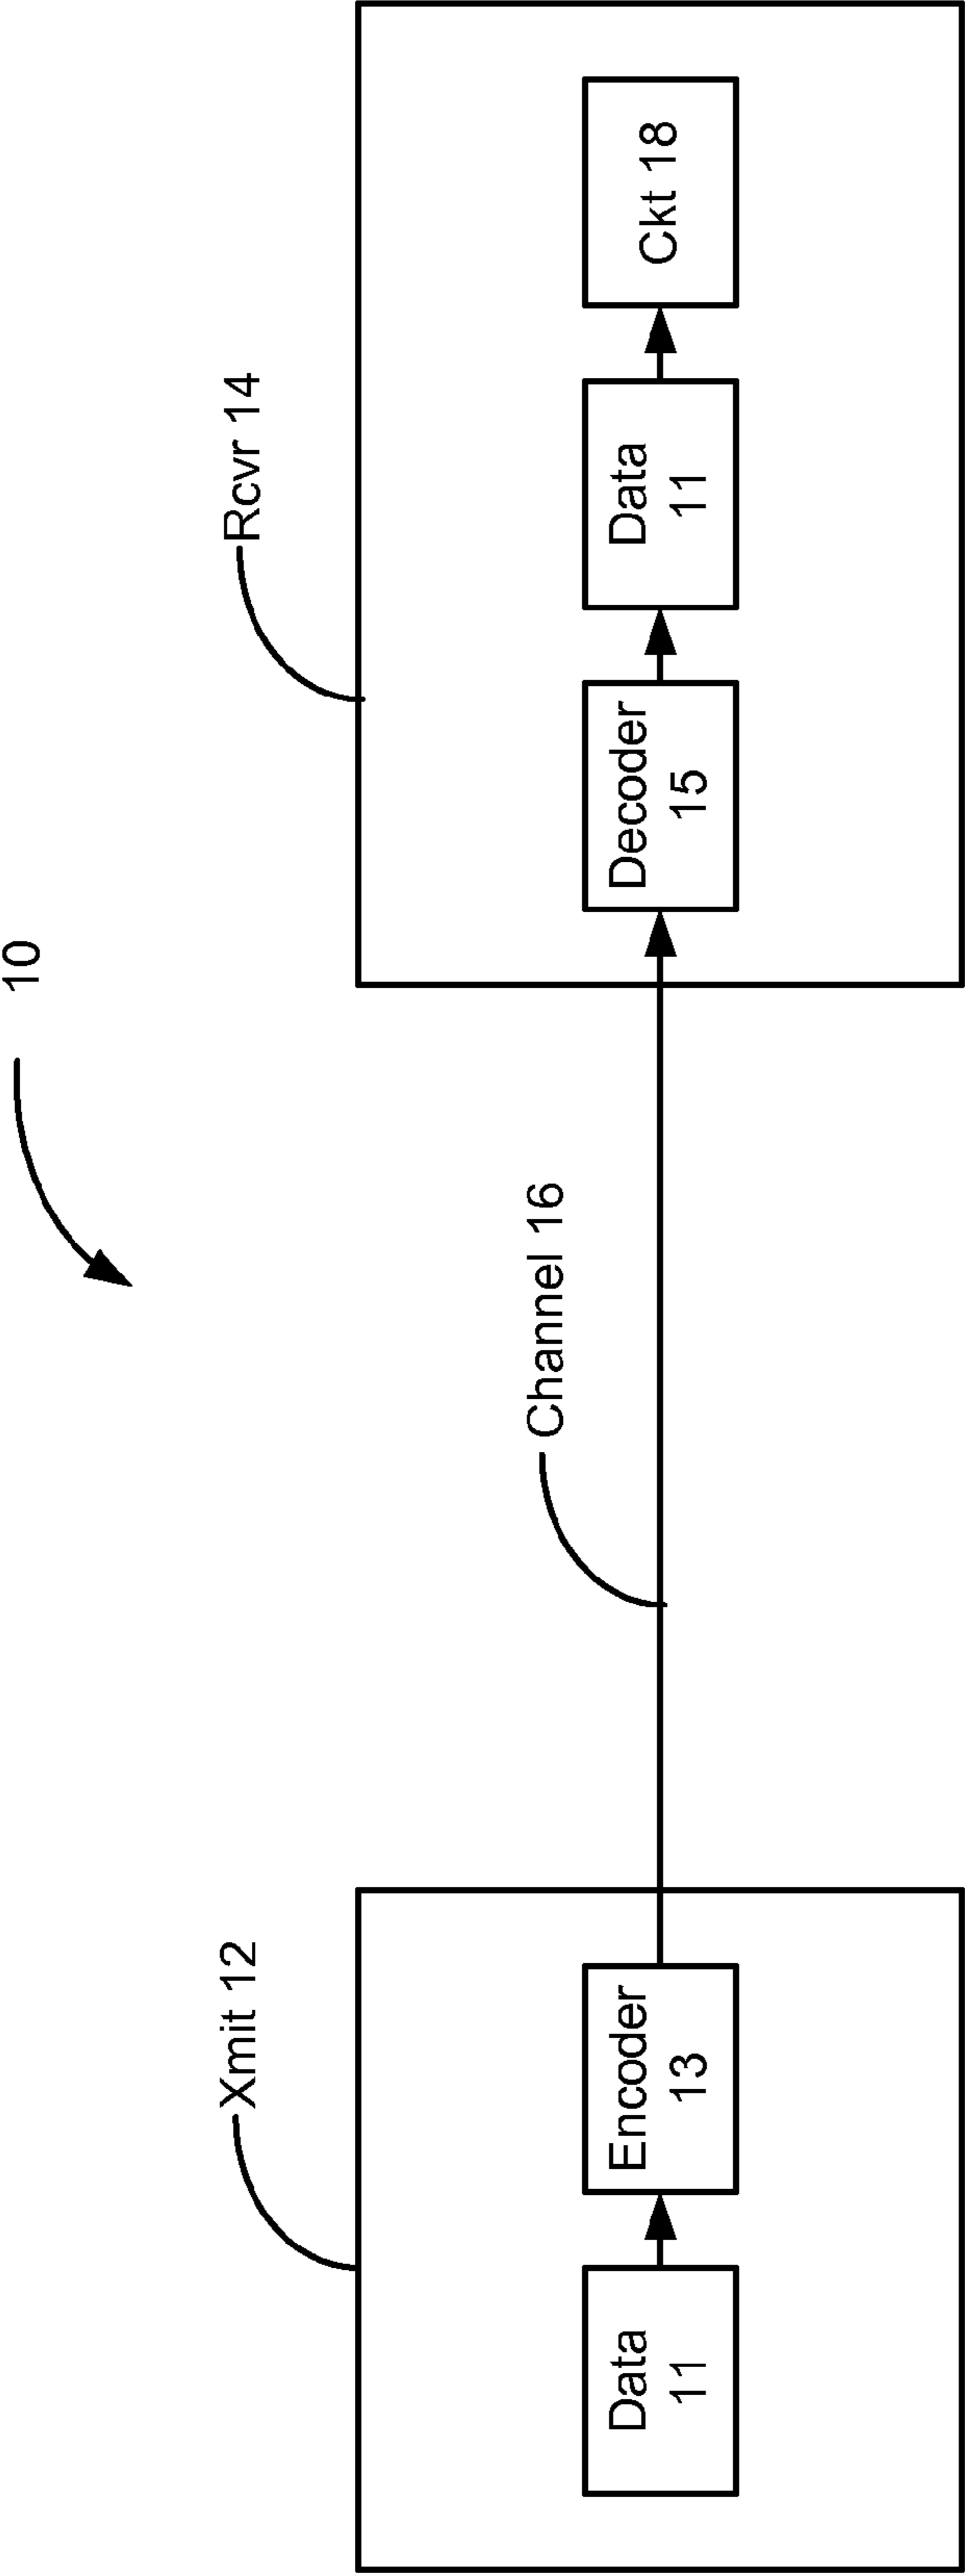 10
Xmit 12
Rcvr 14
Channel 16
Data
11
Encoder
13
Decoder
15
Data
11
Ckt 18